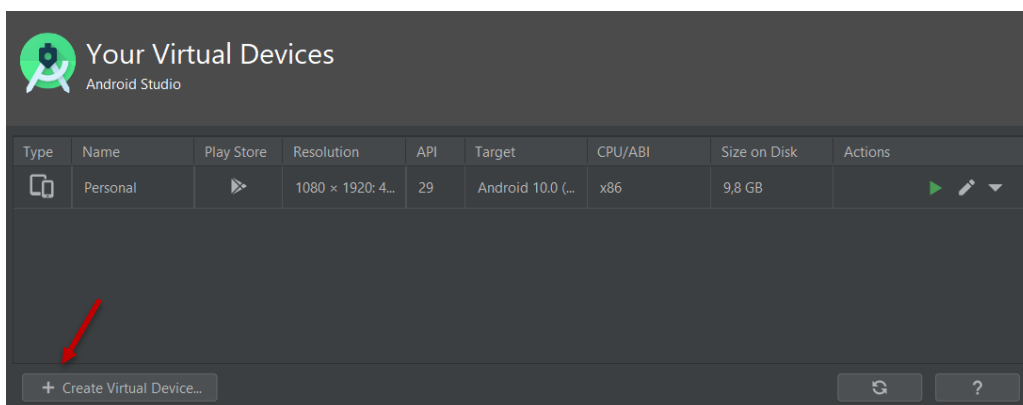 Your Virtual Devices
Android Studio
Type Name Play Store Resolution API Target CPU/ABI Size on Disk Actions
Personal 1080 × 1920: 4... 29 Android 10.0 (... x86 9,8 GB
+ Create Virtual Device...
?